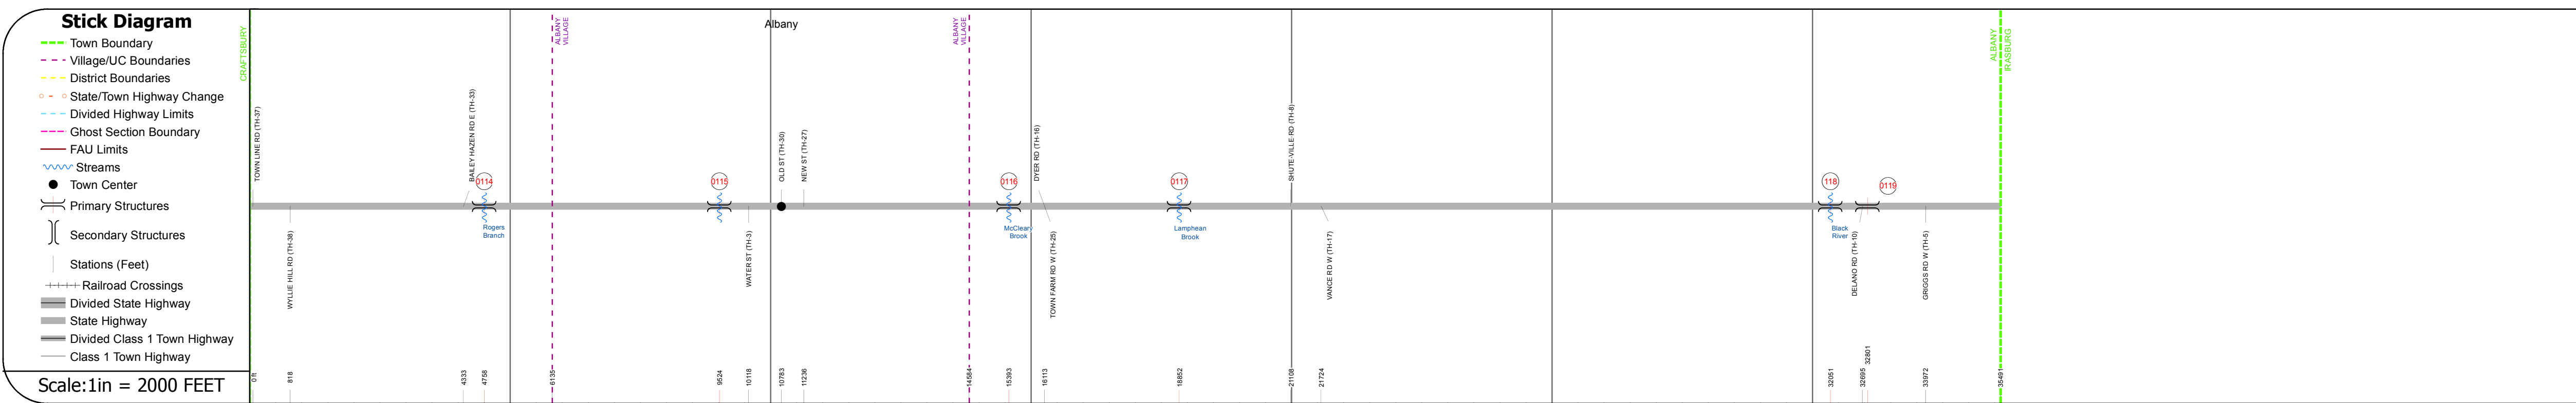 Stick Diagram
Town Boundary
Village/UC Boundaries
District Boundaries
State/Town Highway Change
Divided Highway Limits
Ghost Section Boundary
FAU Limits
Streams
Town Center
Primary Structures
Secondary Structures
Stations (Feet)
Railroad Crossings
Divided State Highway
State Highway
Divided Class 1 Town Highway
Class 1 Town Highway
Scale:1in = 2000 FEET
CRAFTSBURY
ALBANY
VILLAGE
Albany
ALBANY
VILLAGE
ALBANY
IRASBURG
TOWN LINE RD (TH-37)
BAILEY HAZEN RD E (TH-33)
OLD ST (TH-30)
NEW ST (TH-27)
DYER RD (TH-16)
SHUTEVILLE RD (TH-8)
0114
0115
0116
0117
118
0119
Rogers
Branch
McCleary
Brook
Lamphean
Brook
Black
River
WYLLIE HILL RD (TH-38)
WATER ST (TH-3)
TOWN FARM RD W (TH-25)
VANCE RD W (TH-17)
DELANO RD (TH-10)
GRIGGS RD W (TH-5)
0 ft
818
4333
4758
6135
9524
10118
10783
11236
14584
15393
16113
18852
21108
21724
32051
32695
32801
33972
35491